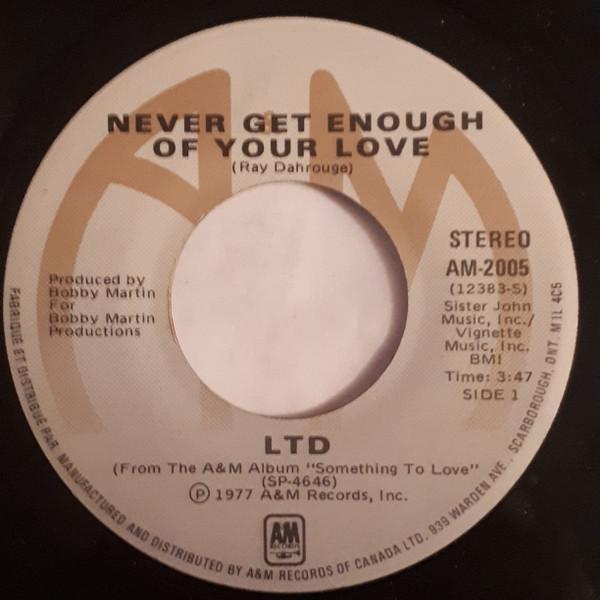 NEVER GET ENOUGH
OF YOUR LOVE
(Ray Dahrouge)
STEREO
AM-2005
(12383-S)
Sister John
Music, Inc./
Vignette
Music, Inc.
BMI
Time: 3:47
SIDE 1
Produced by
Bobby Martin
For
Bobby Martin
Productions
LTD
(From The A&M Album "Something To Love"
(SP-4646)
Ⓟ 1977 A&M Records, Inc.
AM
RECORDS
FABRIQUE ET DISTRIBUÉ PAR MANUFACTURED AND DISTRIBUTED BY A&M RECORDS OF CANADA LTD. 939 WARDEN AVE., SCARBOROUGH, ONT. M1L 4C5